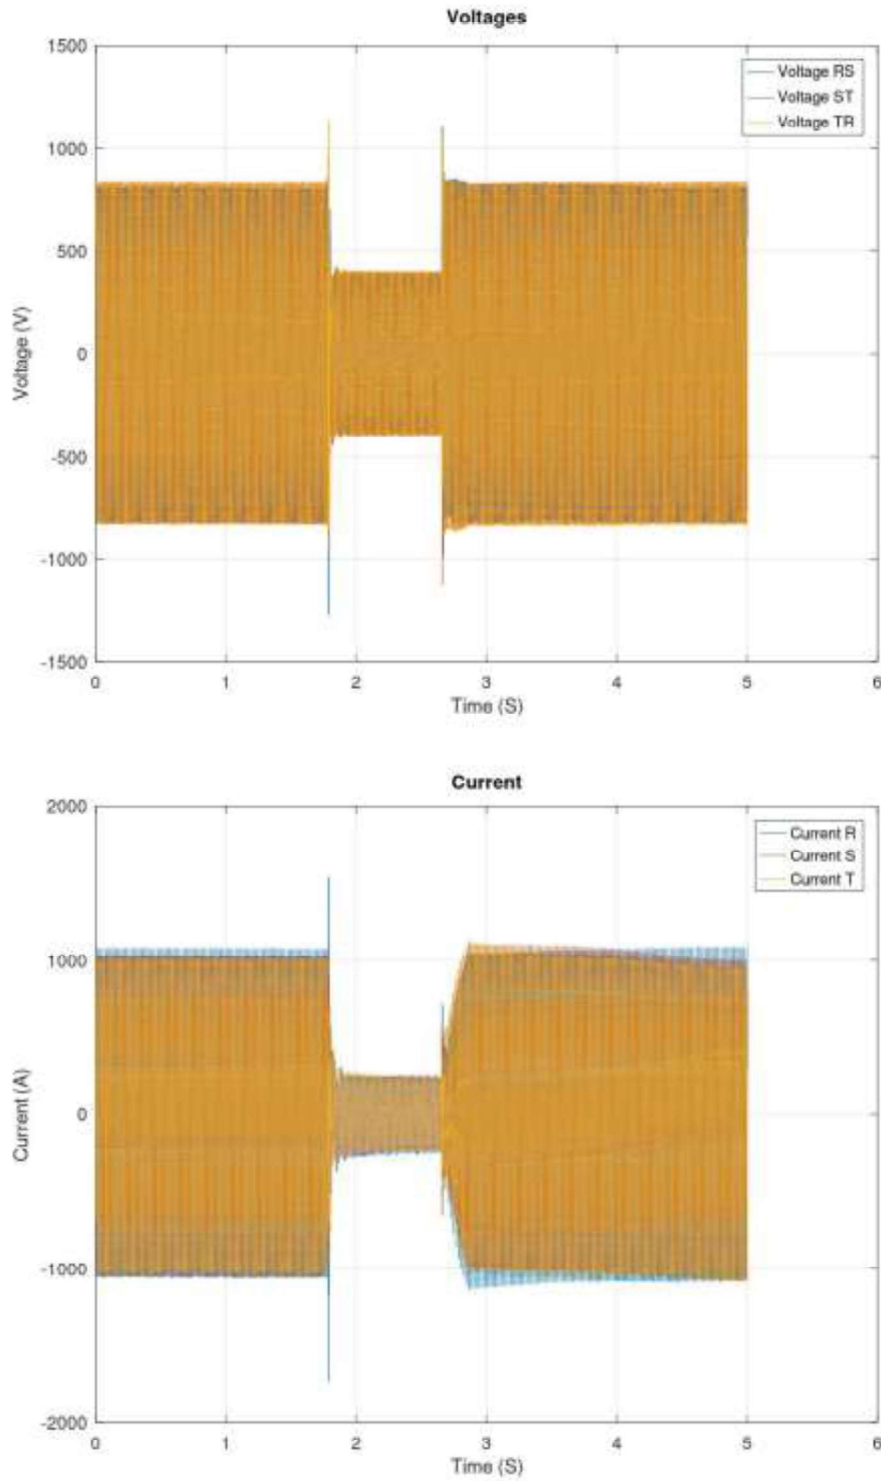 Voltages
1500
1000
500
0
-500
-1000
-1500
Voltage (V)
Voltage RS
Voltage ST
Voltage TR
0 1 2 3 4 5 6
Time (S)
Current
2000
1000
0
-1000
-2000
Current (A)
Current R
Current S
Current T
0 1 2 3 4 5 6
Time (S)